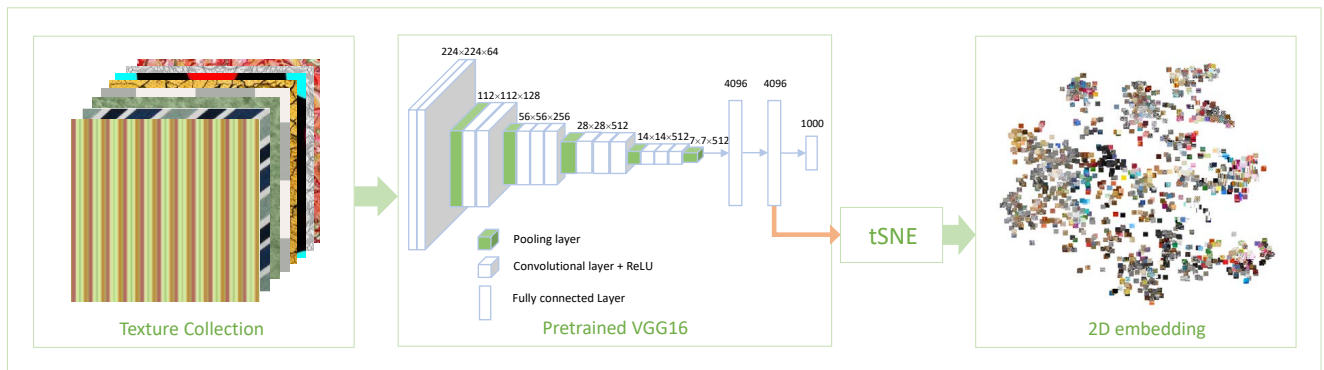 224×224×64
112×112×128
56×56×256
28×28×512
14×14×512
7×7×512
4096
4096
1000
Pooling layer
Convolutional layer + ReLU
Fully connected Layer
tSNE
Texture Collection
Pretrained VGG16
2D embedding